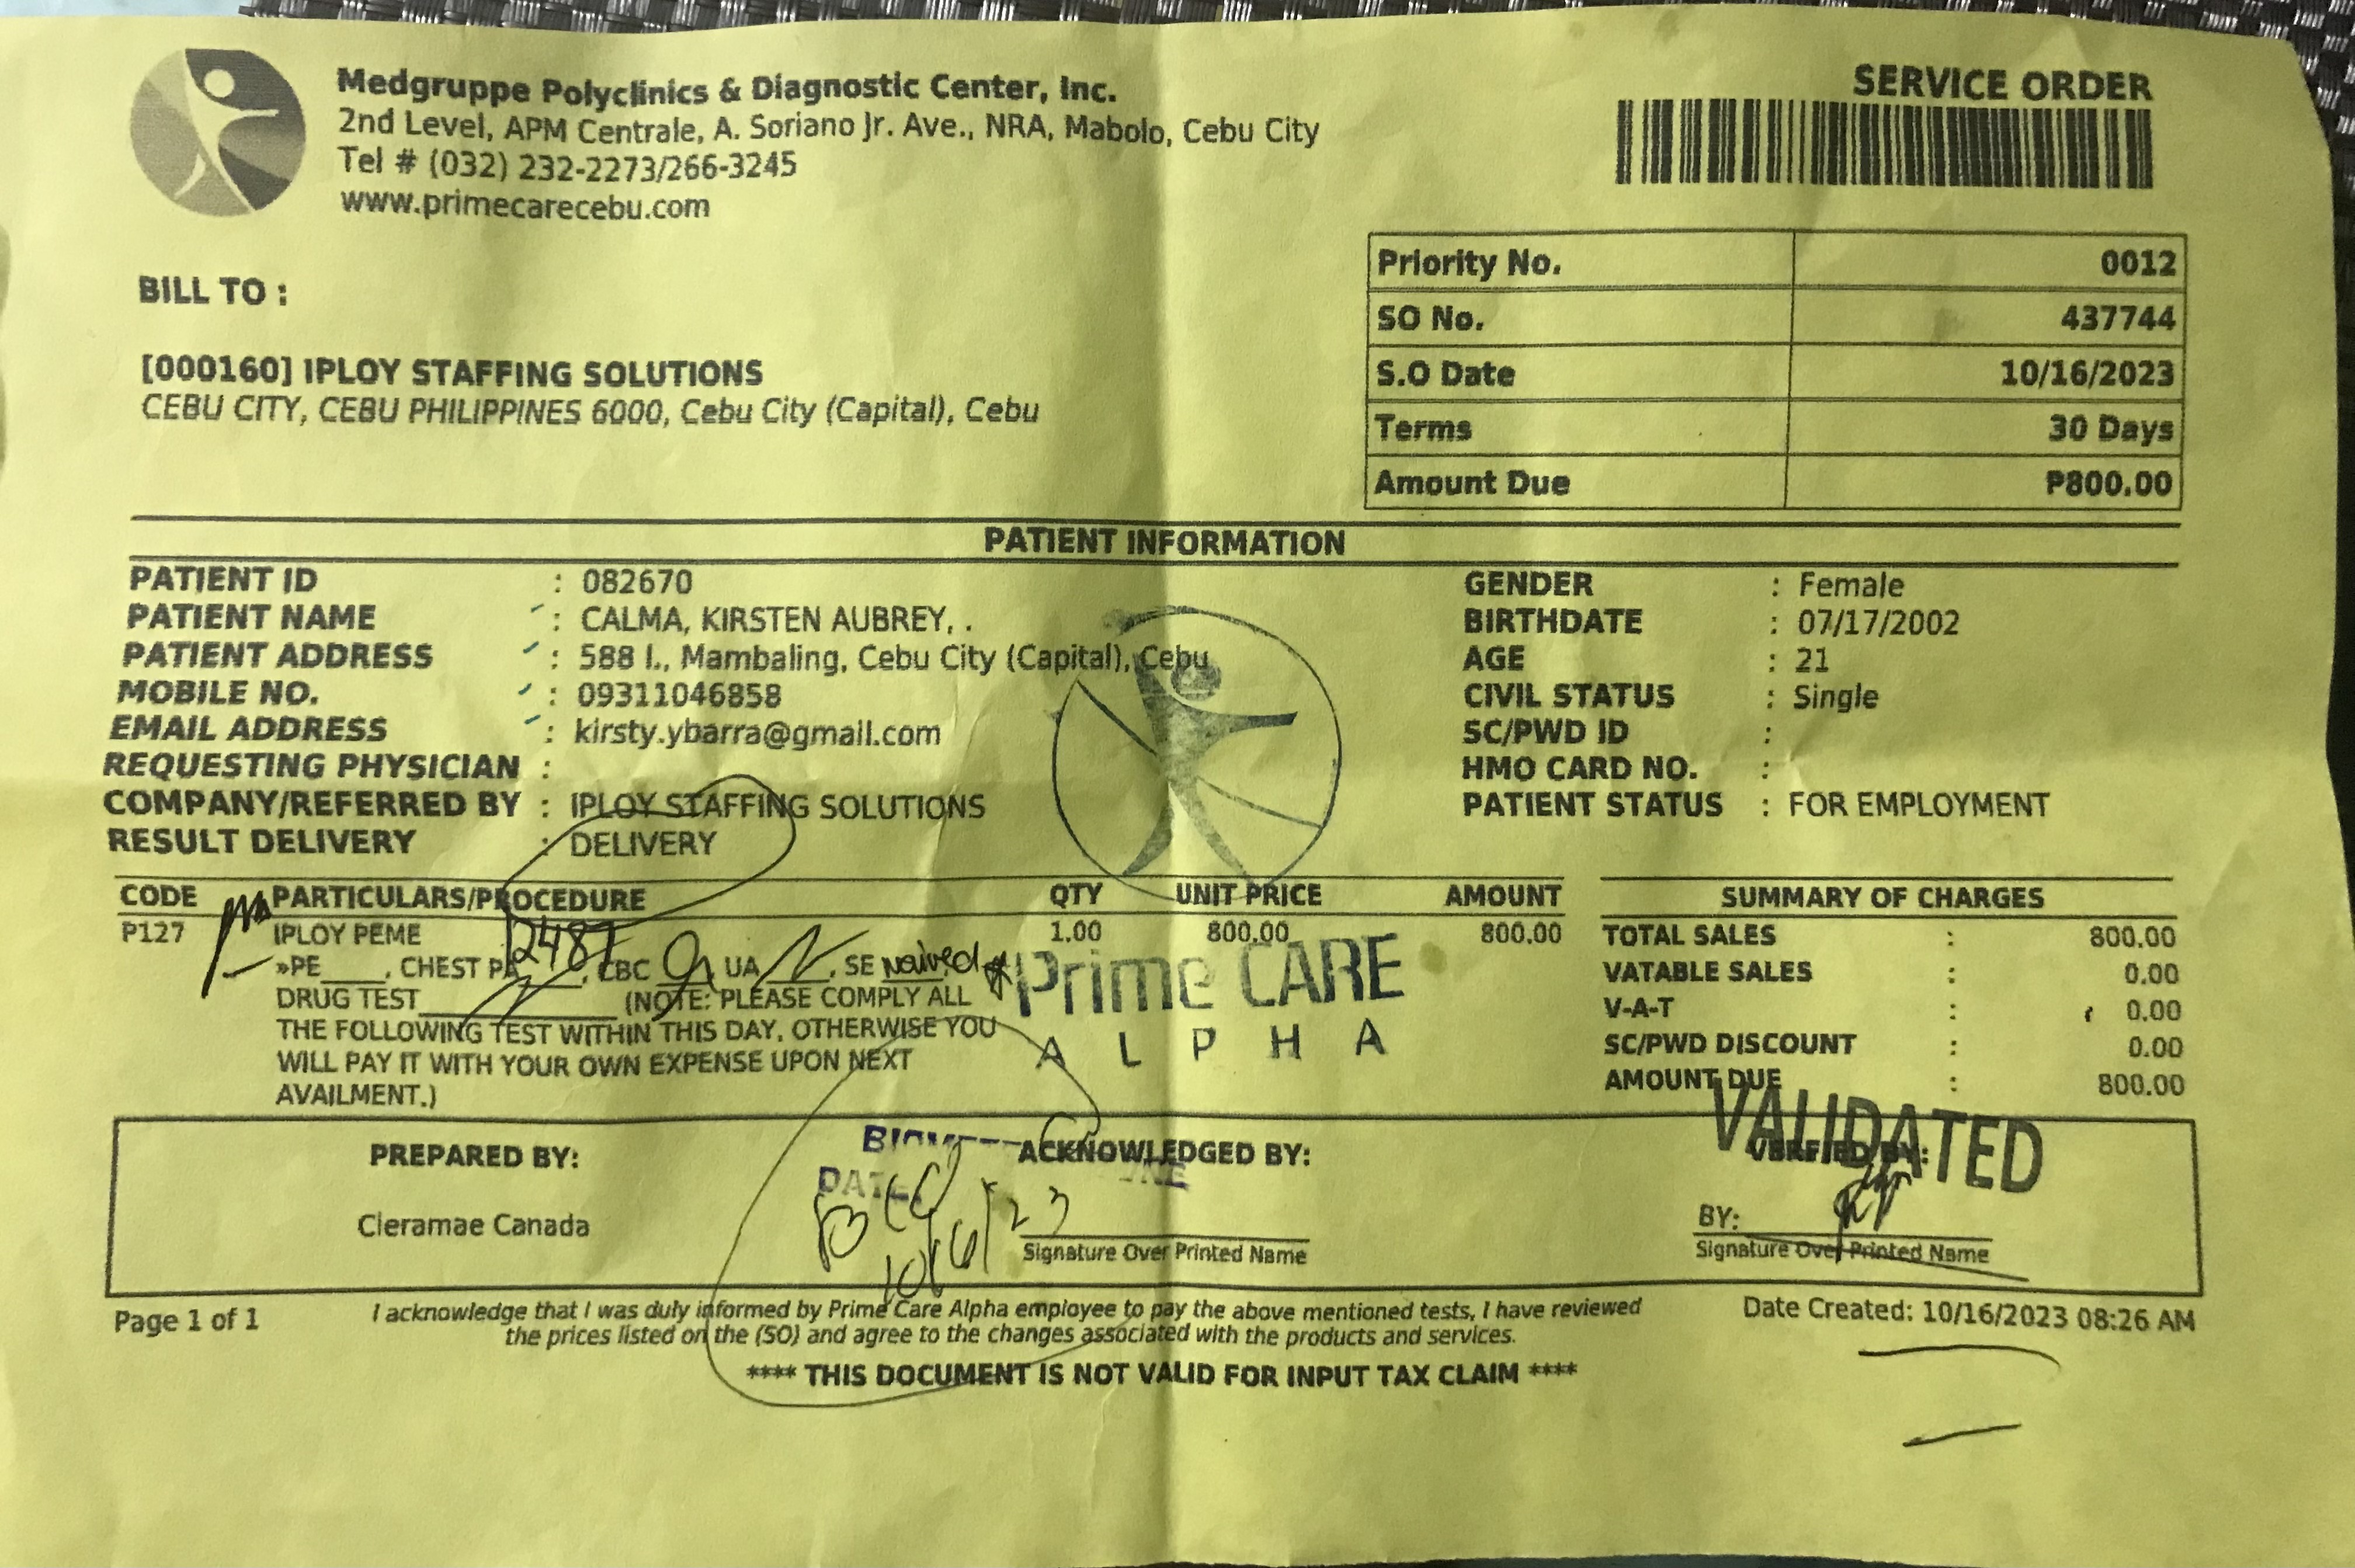 Medgruppe Polyclinics & Diagnostic Center, Inc.
2nd Level, APM Centrale, A. Soriano Jr. Ave., NRA, Mabolo, Cebu City
Tel # (032) 232-2273/266-3245
www.primecarecebu.com
SERVICE ORDER
Priority No. 0012
SO No. 437744
S.O Date 10/16/2023
Terms 30 Days
Amount Due ₱800.00
BILL TO :
[000160] IPLOY STAFFING SOLUTIONS
CEBU CITY, CEBU PHILIPPINES 6000, Cebu City (Capital), Cebu
PATIENT INFORMATION
PATIENT ID : 082670
PATIENT NAME : CALMA, KIRSTEN AUBREY, .
PATIENT ADDRESS : 588 I., Mambaling, Cebu City (Capital), Cebu
MOBILE NO. : 09311046858
EMAIL ADDRESS : kirsty.ybarra@gmail.com
REQUESTING PHYSICIAN :
COMPANY/REFERRED BY : IPLOY STAFFING SOLUTIONS
RESULT DELIVERY : DELIVERY
GENDER : Female
BIRTHDATE : 07/17/2002
AGE : 21
CIVIL STATUS : Single
SC/PWD ID :
HMO CARD NO. :
PATIENT STATUS : FOR EMPLOYMENT
CODE PARTICULARS/PROCEDURE QTY UNIT PRICE AMOUNT
P127 IPLOY PEME 1.00 800.00 800.00
»PE____, CHEST PA 12487, CBC, UA, SE waived
DRUG TEST (NOTE: PLEASE COMPLY ALL
THE FOLLOWING TEST WITHIN THIS DAY, OTHERWISE YOU
WILL PAY IT WITH YOUR OWN EXPENSE UPON NEXT
AVAILMENT.)
Prime CARE
ALPHA
SUMMARY OF CHARGES
TOTAL SALES : 800.00
VATABLE SALES : 0.00
V-A-T : 0.00
SC/PWD DISCOUNT : 0.00
AMOUNT DUE : 800.00
VALIDATED
PREPARED BY:
Cleramae Canada
DATE:
10/16/23
ACKNOWLEDGED BY:
Signature Over Printed Name
VERFIED BY:
BY:
Signature Over Printed Name
Page 1 of 1
I acknowledge that I was duly informed by Prime Care Alpha employee to pay the above mentioned tests, I have reviewed
the prices listed on the (SO) and agree to the changes associated with the products and services.
Date Created: 10/16/2023 08:26 AM
**** THIS DOCUMENT IS NOT VALID FOR INPUT TAX CLAIM ****